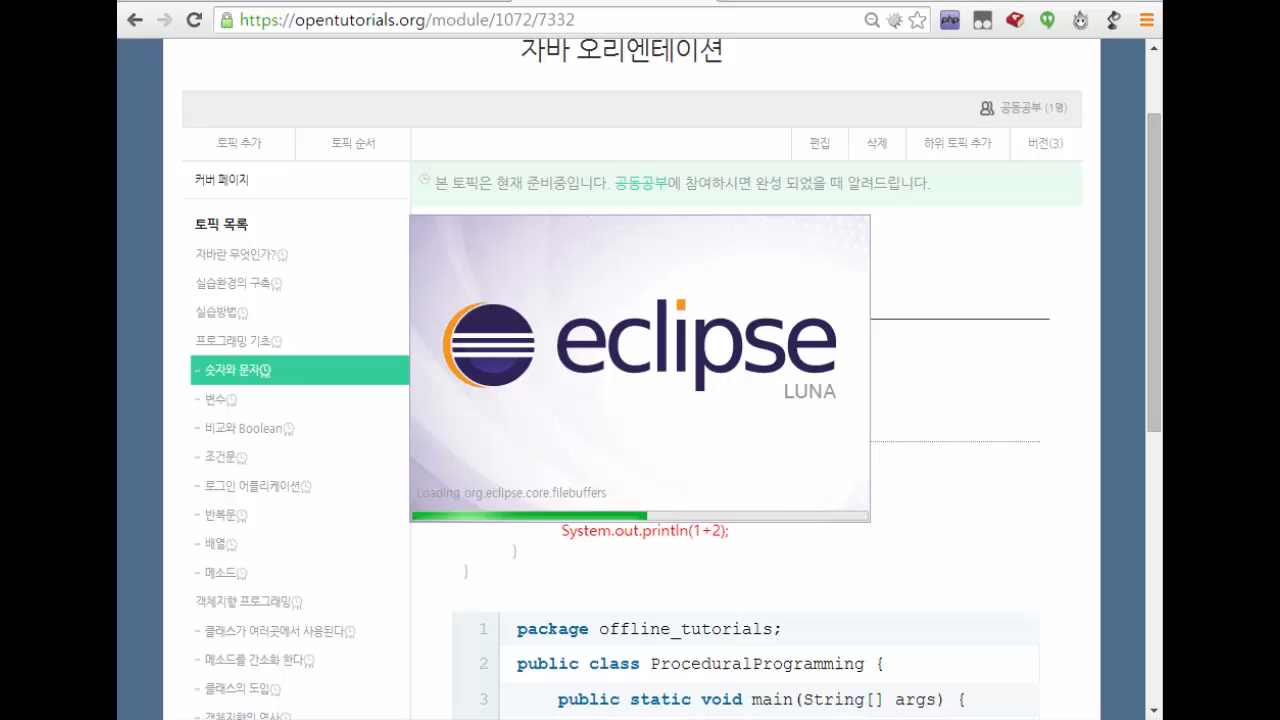 https://opentutorials.org/module/1072/7332
자바 오리엔테이션
공동공부 (1명)
토픽 추가
토픽 순서
편집
삭제
하위 토픽 추가
버전(3)
커버 페이지
본 토픽은 현재 준비중입니다. 공동공부에 참여하시면 완성 되었을 때 알려드립니다.
토픽 목록
자바란 무엇인가?
실습환경의 구축
실습방법
프로그래밍 기초
- 숫자와 문자
- 변수
- 비교와 Boolean
- 조건문
- 로그인 어플리케이션
- 반복문
- 배열
- 메소드
객체지향 프로그래밍
- 클래스가 여러곳에서 사용된다
- 메소드를 간소화 한다
- 클래스의 도입
- 객체지향의 역사
eclipse
LUNA
Loading org.eclipse.core.filebuffers
System.out.println(1+2);
}
}
1 package offline_tutorials;
2 public class ProceduralProgramming {
3 public static void main(String[] args) {
php